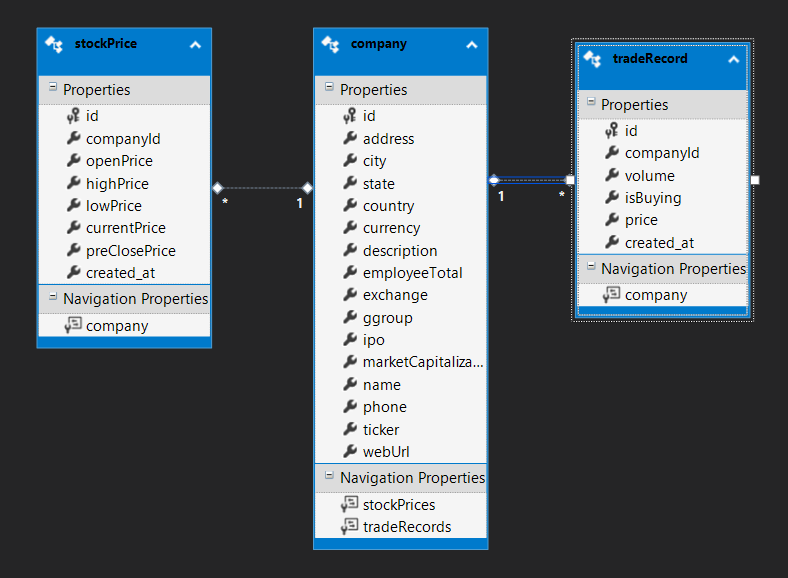 stockPrice
Properties
id
companyId
openPrice
highPrice
lowPrice
currentPrice
preClosePrice
created_at
Navigation Properties
company
*
1
company
Properties
id
address
city
state
country
currency
description
employeeTotal
exchange
ggroup
ipo
marketCapitaliza...
name
phone
ticker
webUrl
Navigation Properties
stockPrices
tradeRecords
1
*
tradeRecord
Properties
id
companyId
volume
isBuying
price
created_at
Navigation Properties
company